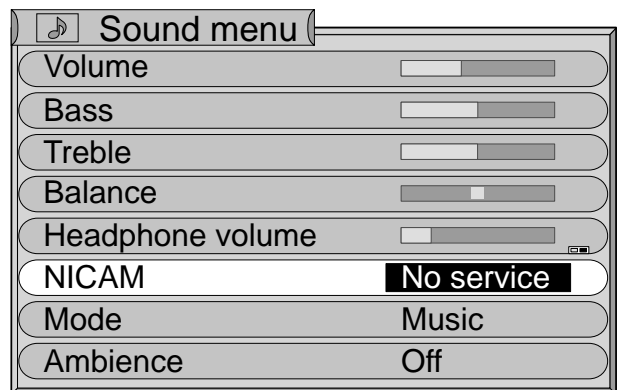 Sound menu
Volume
Bass
Treble
Balance
Headphone volume
NICAM No service
Mode Music
Ambience Off